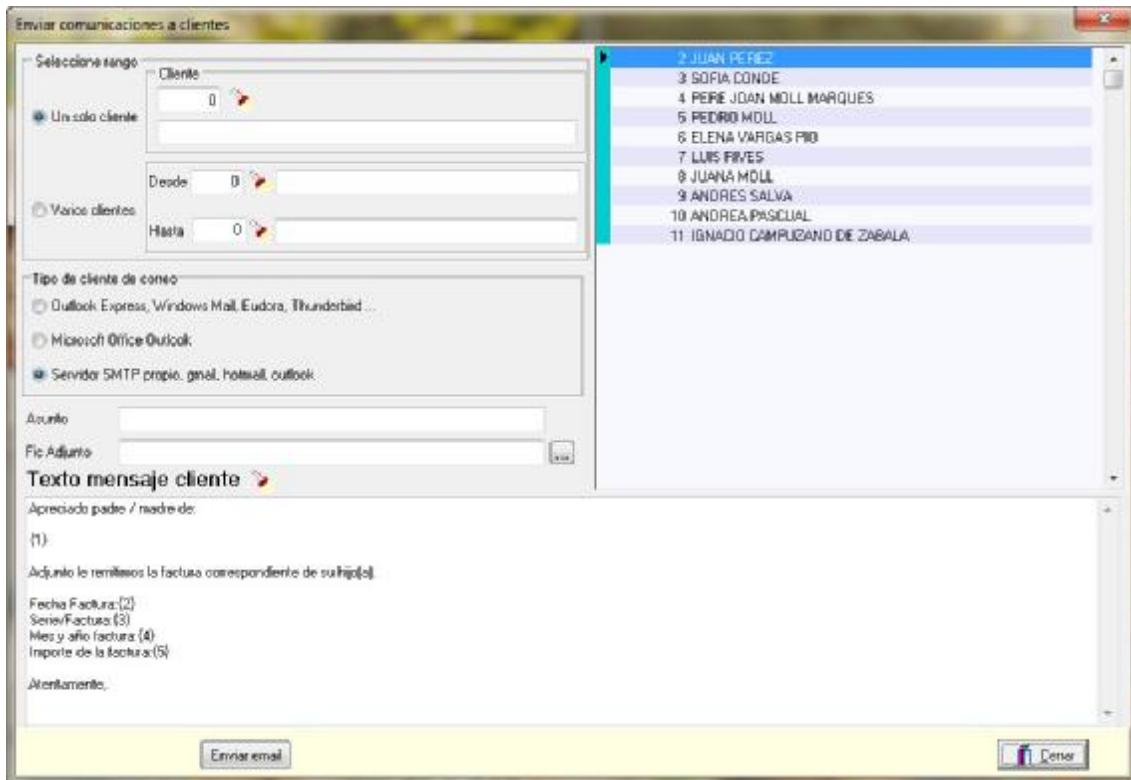 Enviar comunicaciones a clientes
Seleccione rango
Cliente
Un solo cliente
0
Desde
0
Varios clientes
Hasta
0
Tipo de cliente de correo
Outlook Express, Windows Mail, Eudora, Thunderbird ...
Microsoft Office Outlook
Servidor SMTP propio, gmail, hotmail, outlook
Asunto
Fic Adjunto
...
Texto mensaje cliente
Apreciado padre / madre de:
{1}
Adjunto le remitimos la factura correspondiente de su hijo(a).
Fecha Factura:{2}
Serie/Factura:{3}
Mes y año factura:{4}
Importe de la factura:{5}
Atentamente,
2 JUAN PEREZ
3 SOFIA CONDE
4 PERE JOAN MOLL MARQUES
5 PEDRO MOLL
6 ELENA VARGAS
7 LUIS RIVES
8 JUANA MOLL
9 ANDRES SALVA
10 ANDREA PASCUAL
11 IGNACIO CAMPUZANO DE ZABALA
Enviar email
Cerrar